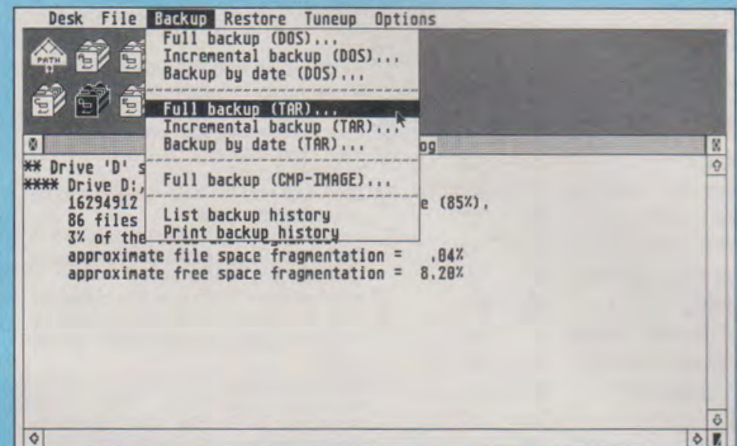 Desk File Backup Restore Tuneup Options
PATH
Full backup (DOS)...
Incremental backup (DOS)...
Backup by date (DOS)...
Full backup (TAR)...
Incremental backup (TAR)...
Backup by date (TAR)...
Full backup (CMP-IMAGE)...
List backup history
Print backup history
og
** Drive 'D' s
**** Drive D:,
16294912 e (85%),
86 files
3% of the
approximate file space fragmentation = .04%
approximate free space fragmentation = 8.20%